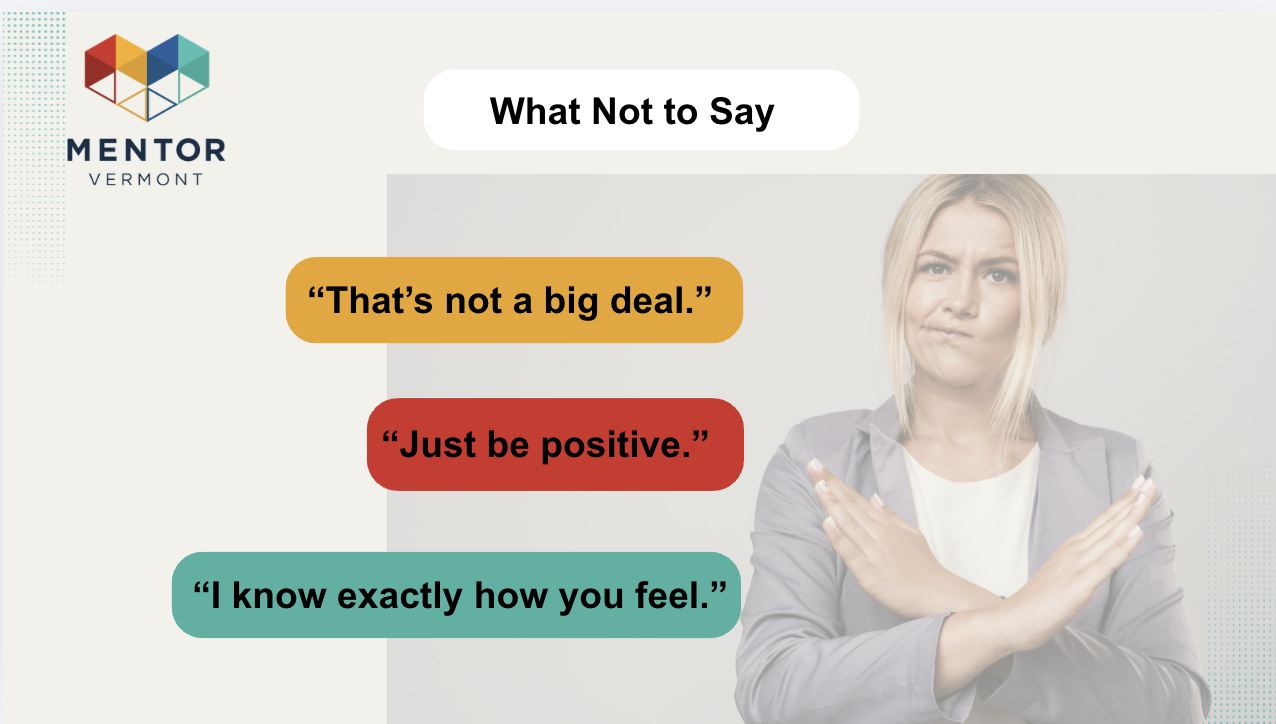 MENTOR
VERMONT
What Not to Say
“That’s not a big deal.”
“Just be positive.”
“I know exactly how you feel.”